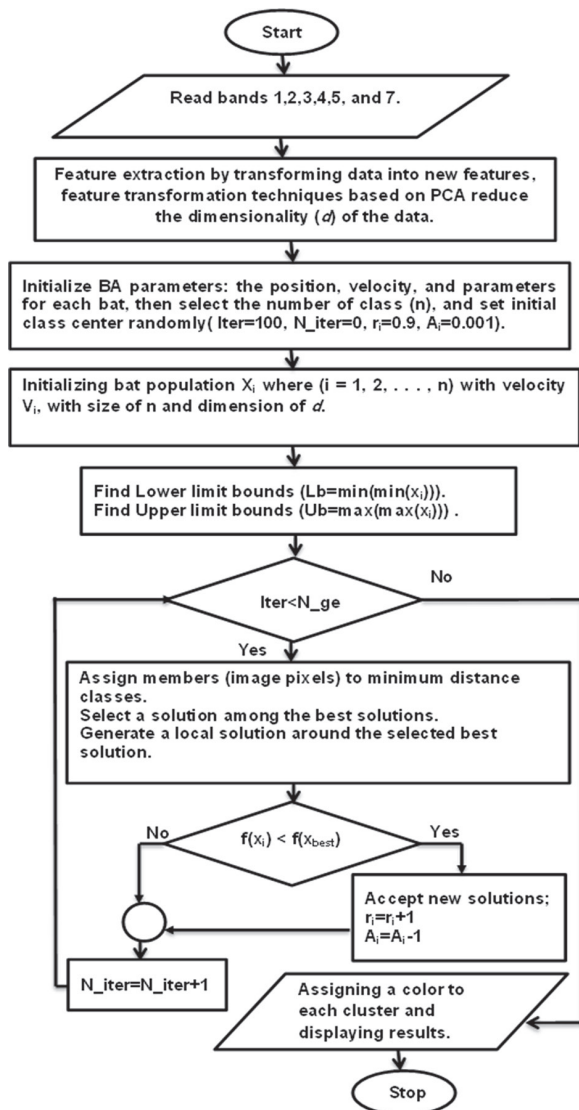 Start
Read bands 1,2,3,4,5, and 7.
Feature extraction by transforming data into new features,
feature transformation techniques based on PCA reduce
the dimensionality (d) of the data.
Initialize BA parameters: the position, velocity, and parameters
for each bat, then select the number of class (n), and set initial
class center randomly( Iter=100, N_iter=0, rᵢ=0.9, Aᵢ=0.001).
Initializing bat population Xᵢ where (i = 1, 2, . . . , n) with velocity
Vᵢ, with size of n and dimension of d.
Find Lower limit bounds (Lb=min(min(xᵢ))).
Find Upper limit bounds (Ub=max(max(xᵢ))) .
Iter<N_ge
No
Yes
Assign members (image pixels) to minimum distance
classes.
Select a solution among the best solutions.
Generate a local solution around the selected best
solution.
f(xᵢ) < f(x_best)
No
Yes
Accept new solutions;
rᵢ=rᵢ+1
Aᵢ=Aᵢ-1
N_iter=N_iter+1
Assigning a color to
each cluster and
displaying results.
Stop